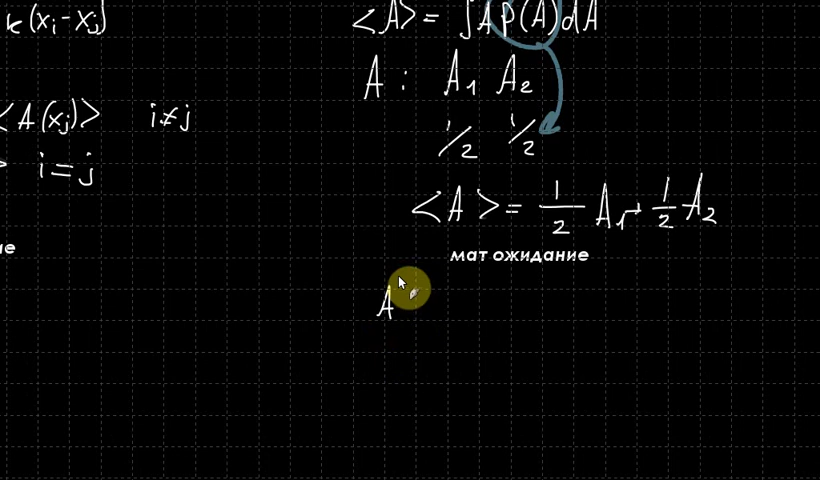 k(xᵢ - xⱼ)
<A> = ∫A P(A) dA
A : A₁ A₂
<A(xⱼ)> i≠j
1/2 1/2
> i=j
<A> = 1/2 A₁ + 1/2 A₂
ие
мат ожидание
A :